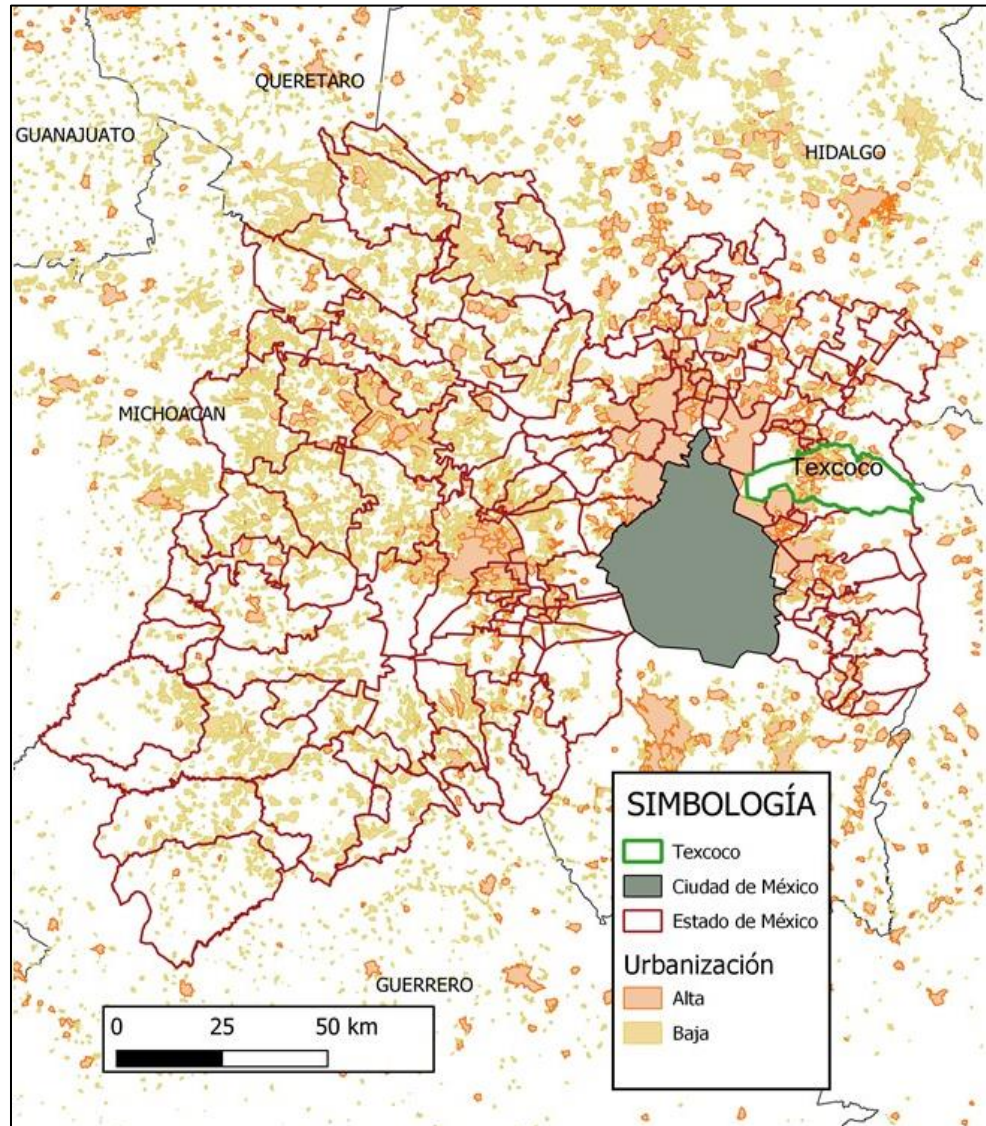 QUERETARO
GUANAJUATO
HIDALGO
MICHOACAN
Texcoco
SIMBOLOGÍA
Texcoco
Ciudad de México
Estado de México
Urbanización
Alta
Baja
GUERRERO
0 25 50 km